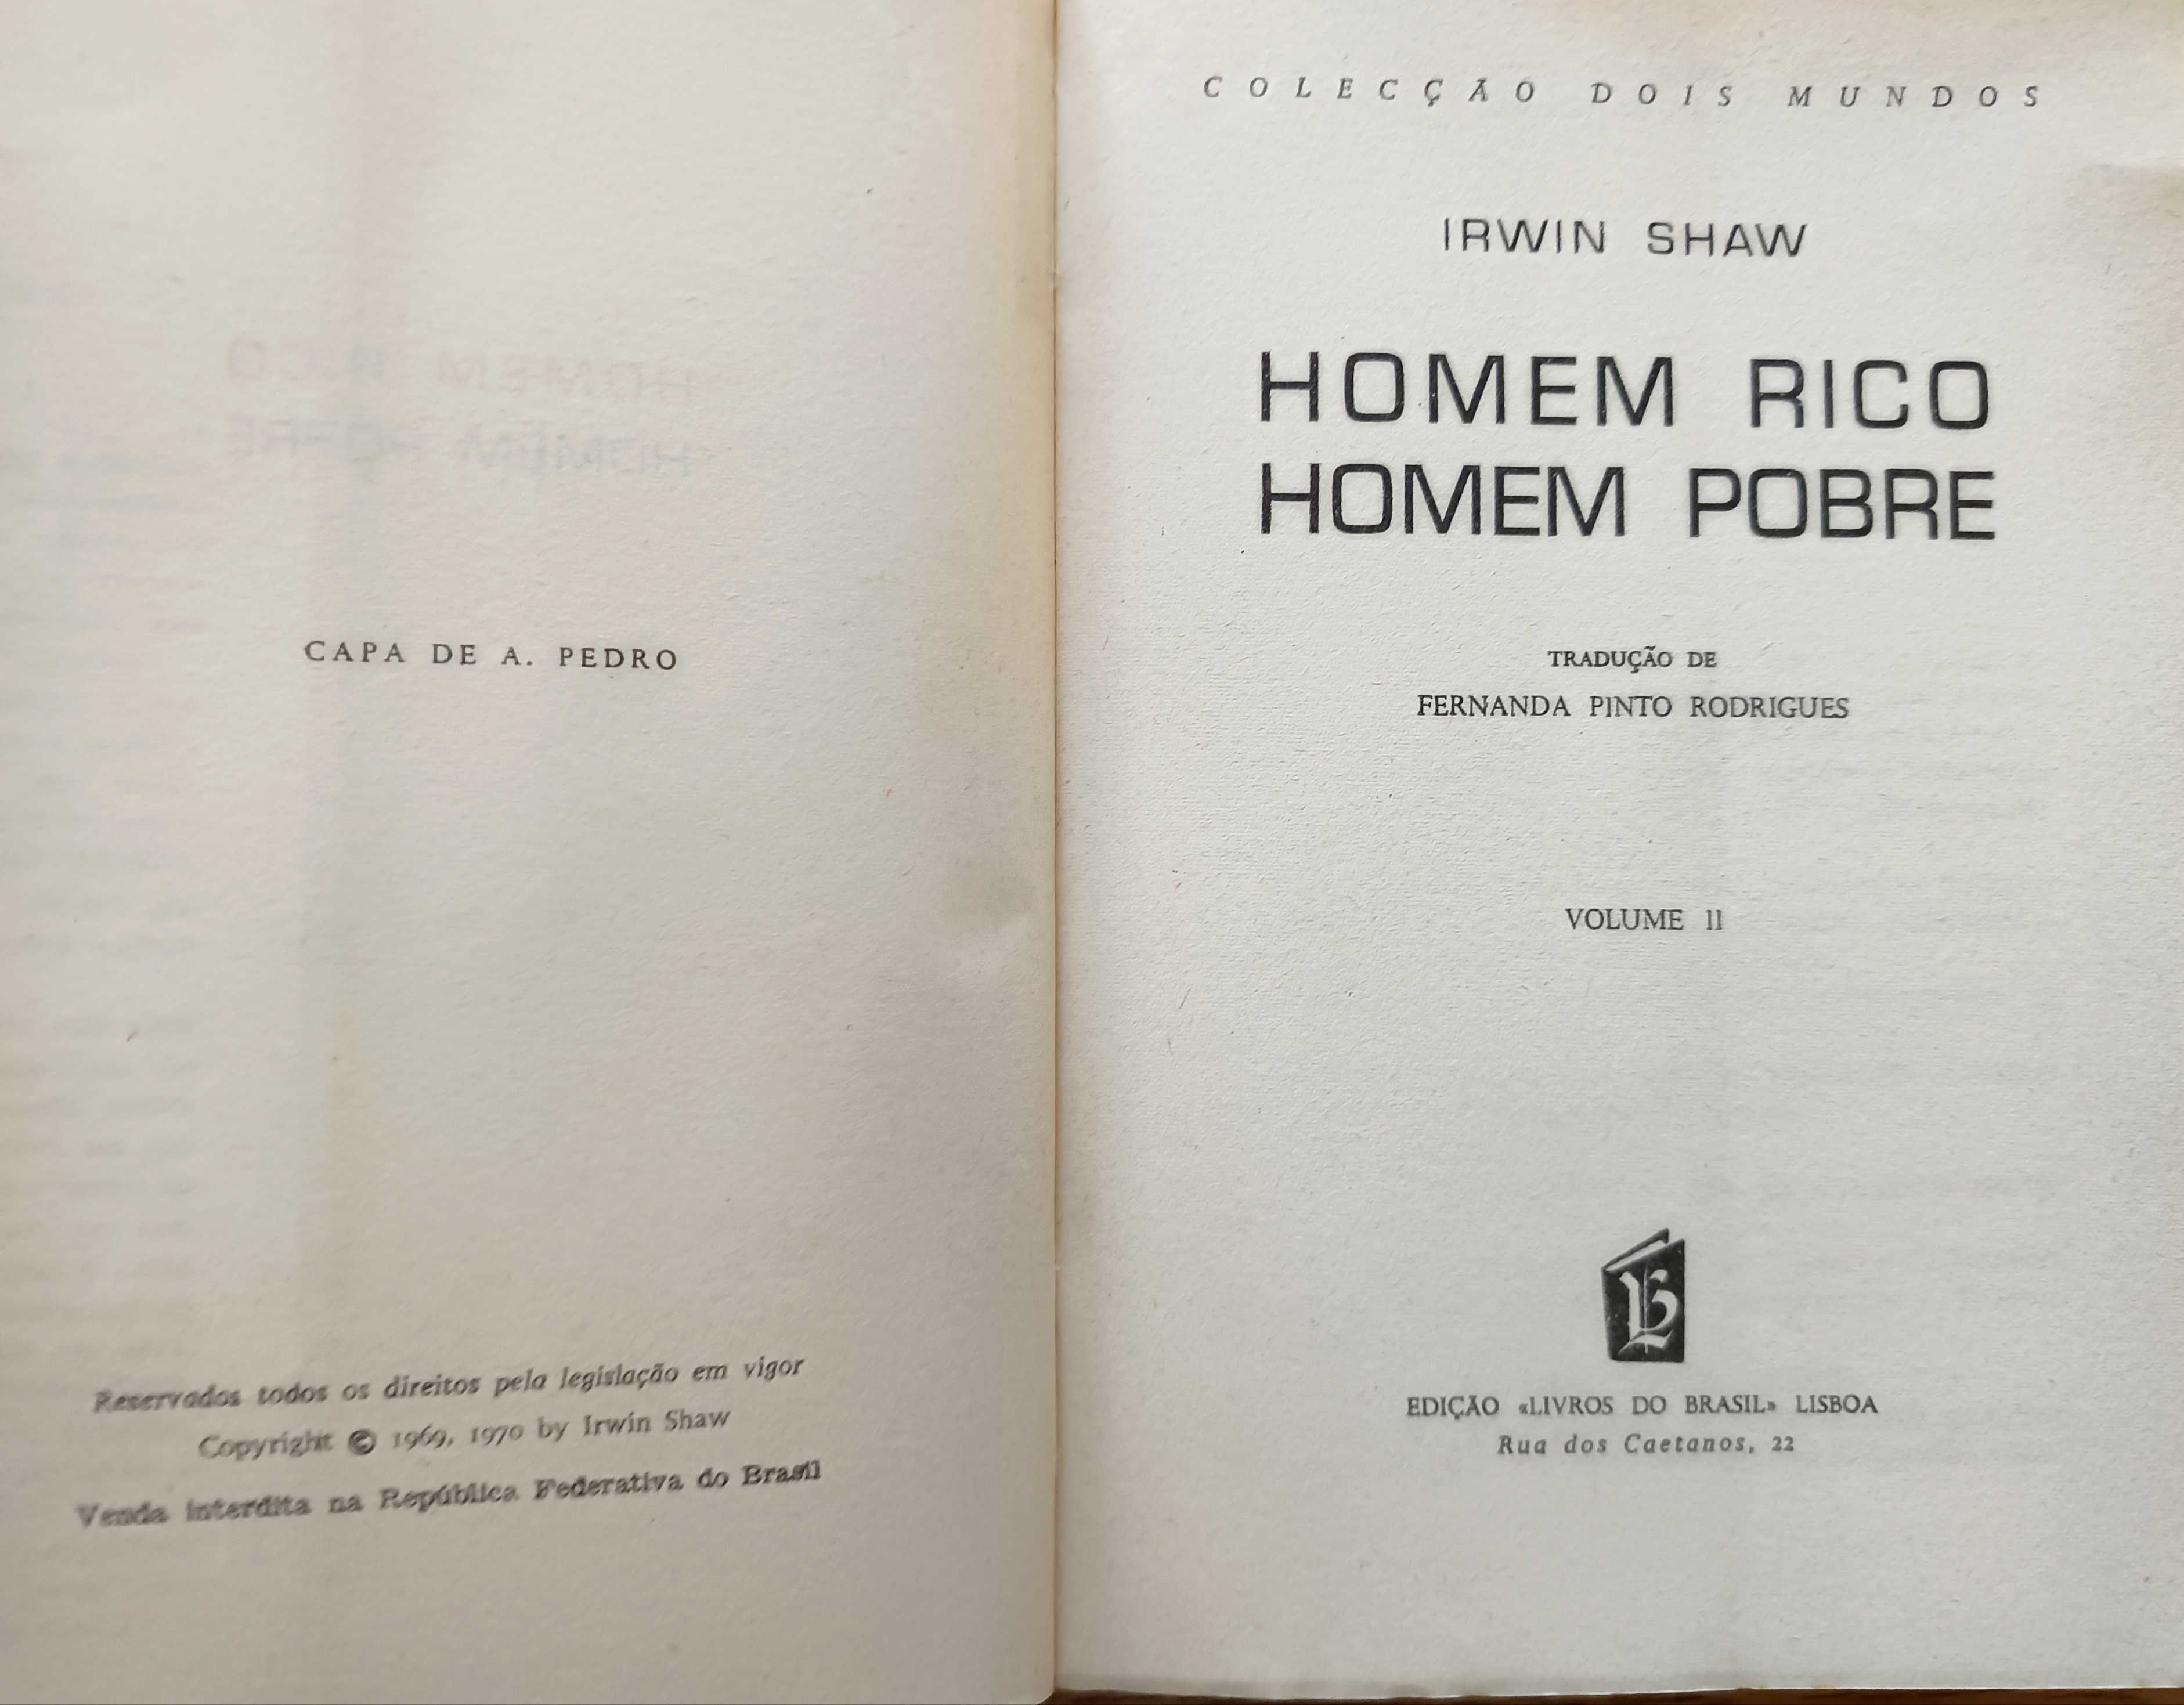 CAPA DE A. PEDRO
Reservados todos os direitos pela legislação em vigor
Copyright © 1969, 1970 by Irwin Shaw
Venda interdita na República Federativa do Brasil
COLECÇÃO DOIS MUNDOS
IRWIN SHAW
HOMEM RICO
HOMEM POBRE
TRADUÇÃO DE
FERNANDA PINTO RODRIGUES
VOLUME II
LB
EDIÇÃO «LIVROS DO BRASIL» LISBOA
Rua dos Caetanos, 22